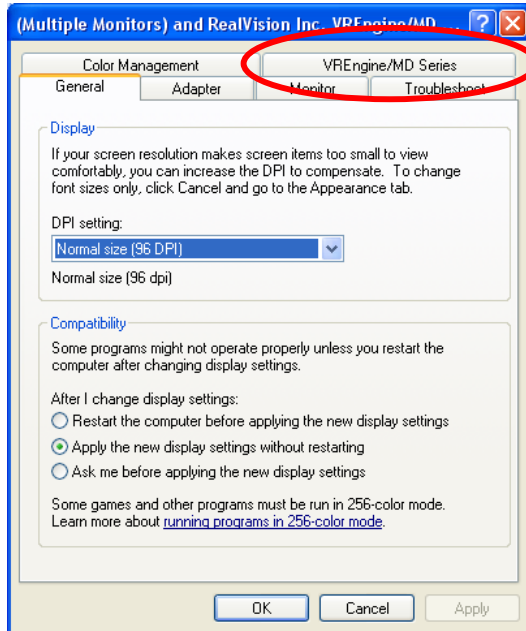 (Multiple Monitors) and RealVision Inc. VREngine/MD ...
Color Management
VREngine/MD Series
General
Adapter
Monitor
Troubleshoot
Display
If your screen resolution makes screen items too small to view
comfortably, you can increase the DPI to compensate. To change
font sizes only, click Cancel and go to the Appearance tab.
DPI setting:
Normal size (96 DPI)
Normal size (96 dpi)
Compatibility
Some programs might not operate properly unless you restart the
computer after changing display settings.
After I change display settings:
Restart the computer before applying the new display settings
Apply the new display settings without restarting
Ask me before applying the new display settings
Some games and other programs must be run in 256-color mode.
Learn more about running programs in 256-color mode.
OK
Cancel
Apply